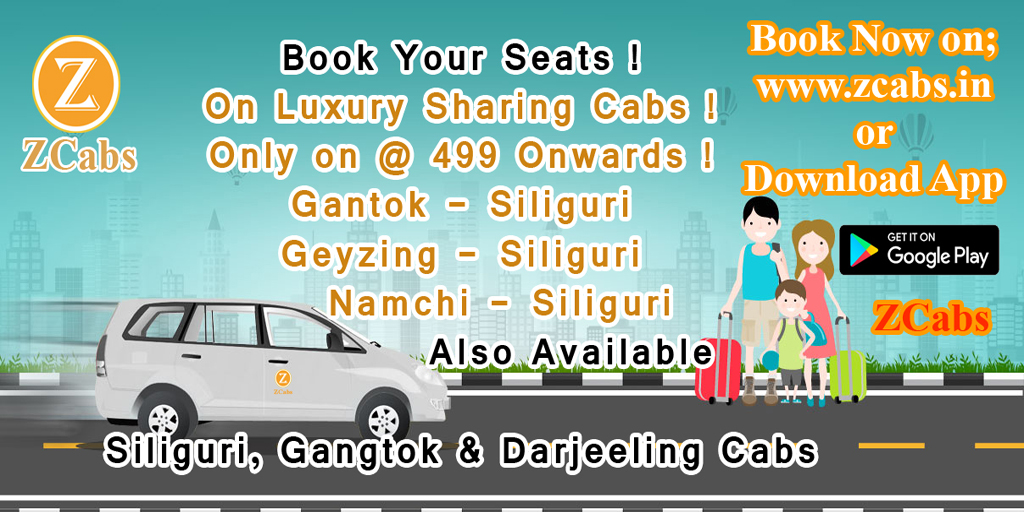 Z
ZCabs
Book Your Seats !
On Luxury Sharing Cabs !
Only on @ 499 Onwards !
Gantok - Siliguri
Geyzing - Siliguri
Namchi - Siliguri
Also Available
Siliguri, Gangtok & Darjeeling Cabs
Book Now on;
www.zcabs.in
or
Download App
GET IT ON
Google Play
ZCabs
Z
ZCabs